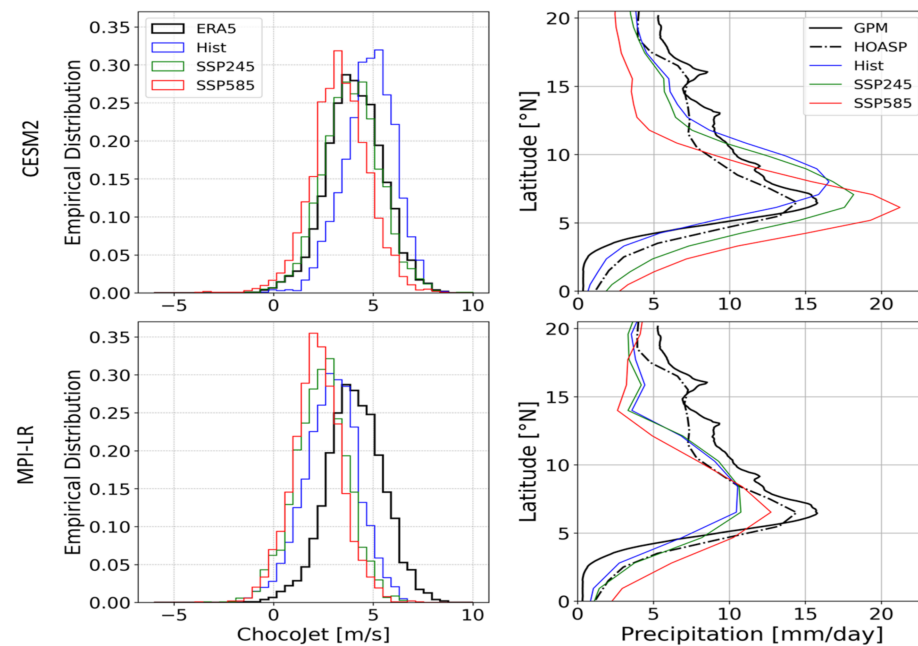 CESM2
Empirical Distribution
0.30
0.25
0.20
0.15
0.10
0.05
0.00
−5
0
5
10
ERA5
Hist
SSP245
SSP585
Latitude [°N]
20
15
10
5
0
0
5
10
15
20
GPM
HOASP
Hist
SSP245
SSP585
MPI-LR
Empirical Distribution
0.35
0.30
0.25
0.20
0.15
0.10
0.05
0.00
−5
0
5
10
ChocoJet [m/s]
Latitude [°N]
20
15
10
5
0
0
5
10
15
20
Precipitation [mm/day]